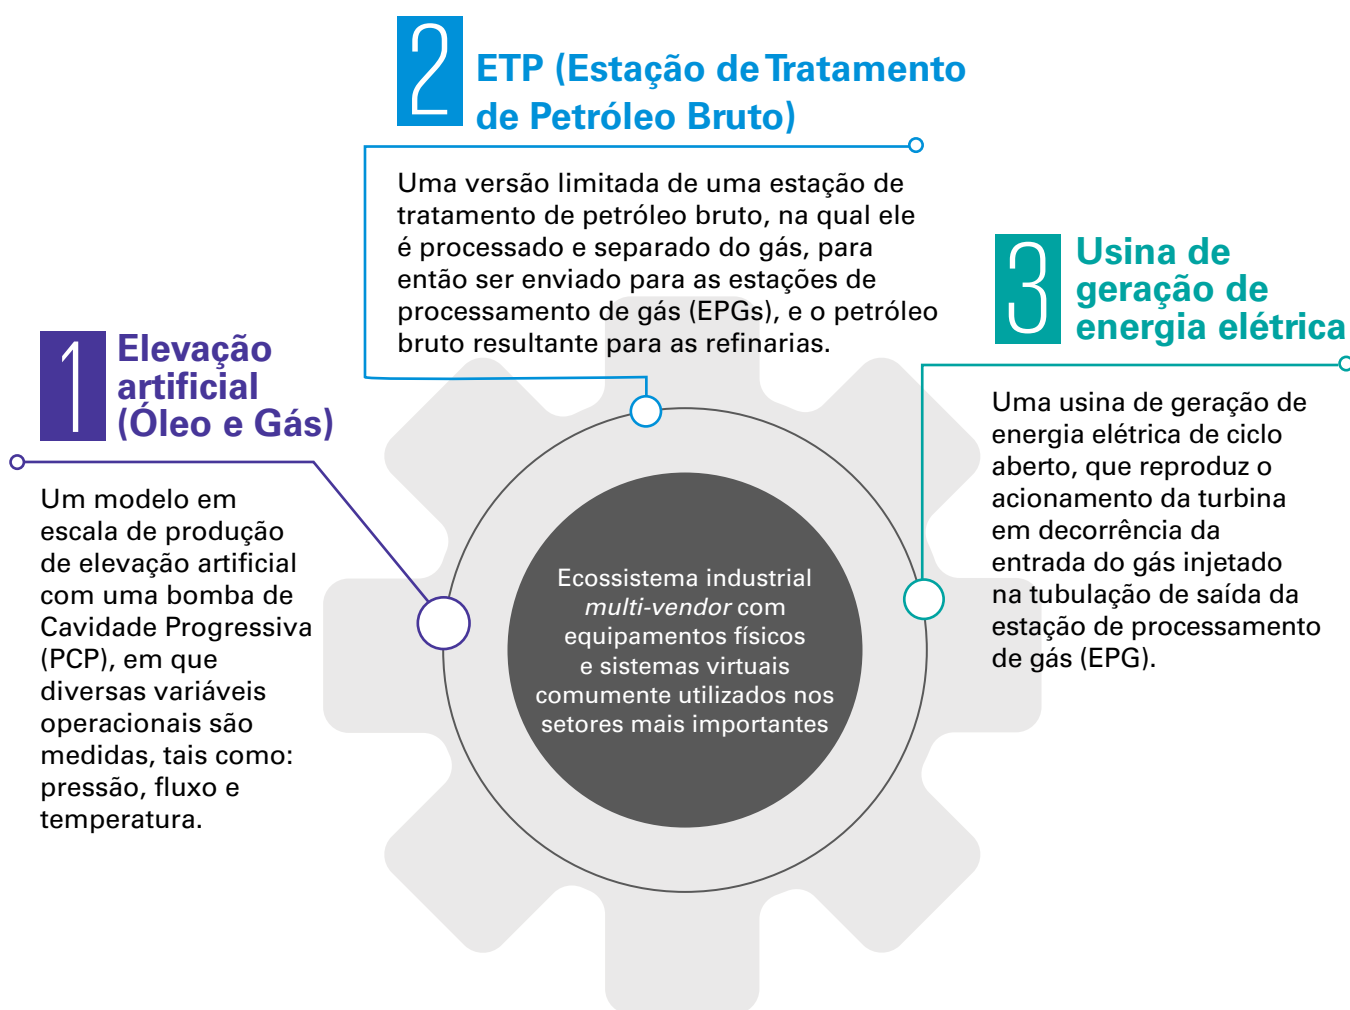 1
Elevação
artificial
(Óleo e Gás)
Um modelo em
escala de produção
de elevação artificial
com uma bomba de
Cavidade Progressiva
(PCP), em que
diversas variáveis
operacionais são
medidas, tais como:
pressão, fluxo e
temperatura.
2
ETP (Estação de Tratamento
de Petróleo Bruto)
Uma versão limitada de uma estação de
tratamento de petróleo bruto, na qual ele
é processado e separado do gás, para
então ser enviado para as estações de
processamento de gás (EPGs), e o petróleo
bruto resultante para as refinarias.
3
Usina de
geração de
energia elétrica
Uma usina de geração de
energia elétrica de ciclo
aberto, que reproduz o
acionamento da turbina
em decorrência da
entrada do gás injetado
na tubulação de saída da
estação de processamento
de gás (EPG).
Ecossistema industrial
multi-vendor com
equipamentos físicos
e sistemas virtuais
comumente utilizados nos
setores mais importantes